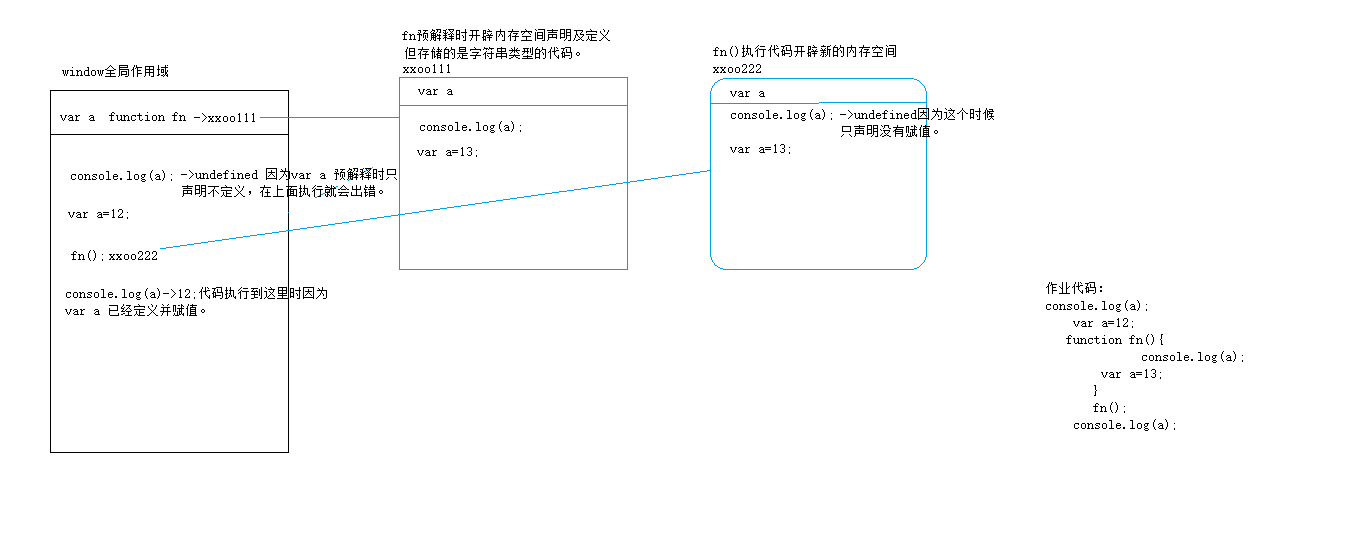 window全局作用域
var a  function fn ->xxoo111
console.log(a); ->undefined 因为var a 预解释时只
声明不定义，在上面执行就会出错。
var a=12;
fn(); xxoo222
console.log(a)->12;代码执行到这里时因为
var a 已经定义并赋值。
fn预解释时开辟内存空间声明及定义
但存储的是字符串类型的代码。
xxoo111
var a
console.log(a);
var a=13;
fn()执行代码开辟新的内存空间
xxoo222
var a
console.log(a); ->undefined因为这个时候
只声明没有赋值。
var a=13;
作业代码：
console.log(a);
var a=12;
function fn(){
console.log(a);
var a=13;
}
fn();
console.log(a);